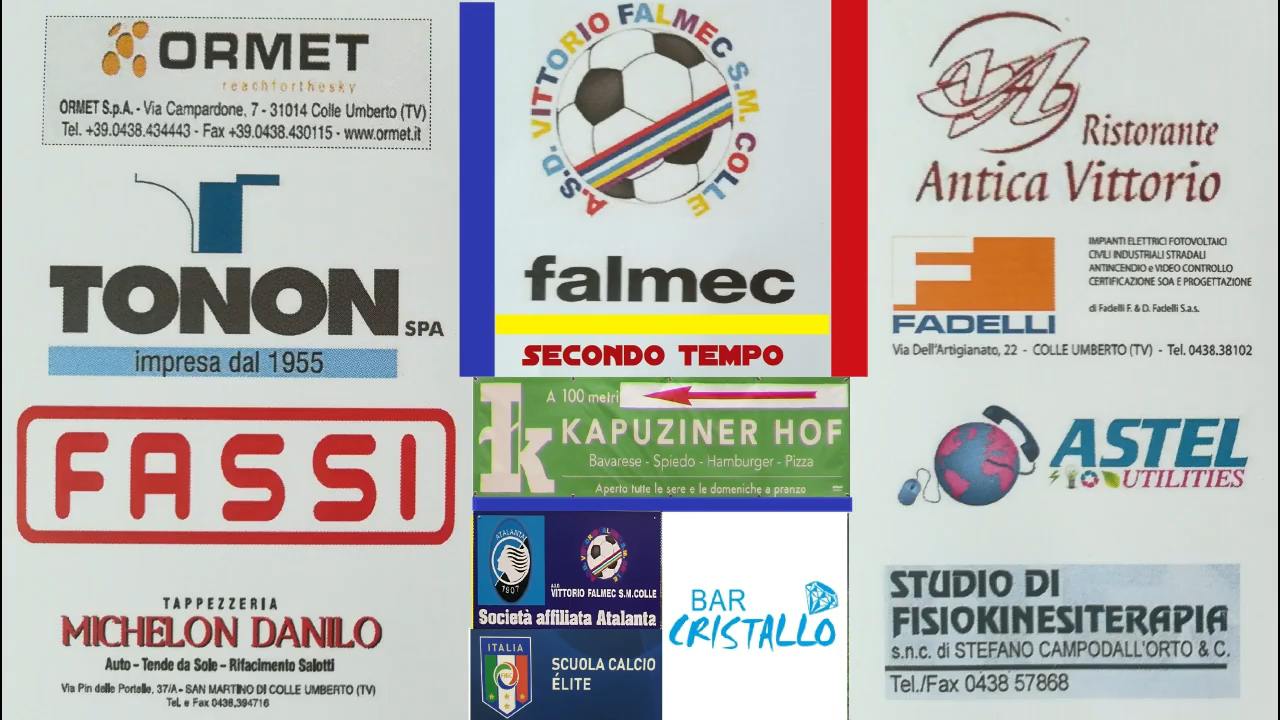 ORMET
reachforthesky
ORMET S.p.A. - Via Campardone, 7 - 31014 Colle Umberto (TV)
Tel. +39.0438.434443 - Fax +39.0438.430115 - www.ormet.it
TONON SPA
impresa dal 1955
FASSI
TAPPEZZERIA
MICHELON DANILO
Auto - Tende da Sole - Rifacimento Salotti
Via Pin delle Portelle, 37/A - SAN MARTINO DI COLLE UMBERTO (TV)
Tel. e Fax 0438.394716
A.S.D. VITTORIO FALMEC S.M. COLLE
falmec
SECONDO TEMPO
A 100 metri
k KAPUZINER HOF
Bavarese - Spiedo - Hamburger - Pizza
Aperto tutte le sere e le domeniche a pranzo
ATALANTA
1907
A.S.D.
VITTORIO FALMEC S.M.COLLE
Società affiliata Atalanta
ITALIA
FIGC
SCUOLA CALCIO
ÉLITE
BAR
CRISTALLO
Ristorante
Antica Vittorio
F
FADELLI
IMPIANTI ELETTRICI FOTOVOLTAICI
CIVILI INDUSTRIALI STRADALI
ANTINCENDIO e VIDEO CONTROLLO
CERTIFICAZIONE SOA E PROGETTAZIONE
di Fadelli F. & D. Fadelli S.a.s.
Via Dell'Artigianato, 22 - COLLE UMBERTO (TV) - Tel. 0438.38102
ASTEL
UTILITIES
STUDIO DI
FISIOKINESITERAPIA
s.n.c. di STEFANO CAMPODALL'ORTO & C.
Tel./Fax 0438 57868